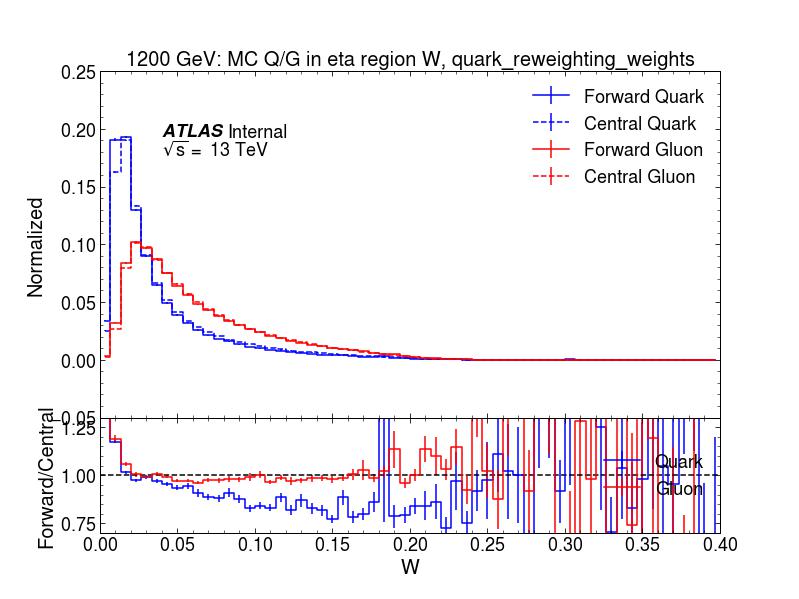 1200 GeV: MC Q/G in eta region W, quark_reweighting_weights
0.25
0.20
0.15
0.10
0.05
0.00
0.05
Normalized
ATLAS Internal
√s = 13 TeV
Forward Quark
Central Quark
Forward Gluon
Central Gluon
1.25
1.00
0.75
Forward/Central
Quark
Gluon
0.00 0.05 0.10 0.15 0.20 0.25 0.30 0.35 0.40
W